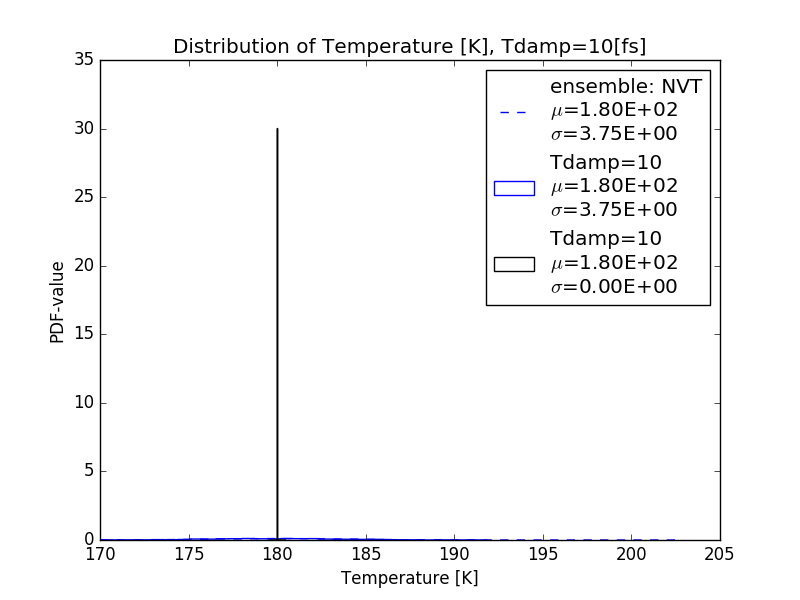 Distribution of Temperature [K], Tdamp=10[fs]
ensemble: NVT
μ=1.80E+02
σ=3.75E+00
Tdamp=10
μ=1.80E+02
σ=3.75E+00
Tdamp=10
μ=1.80E+02
σ=0.00E+00
PDF-value
35
30
25
20
15
10
5
0
170 175 180 185 190 195 200 205
Temperature [K]